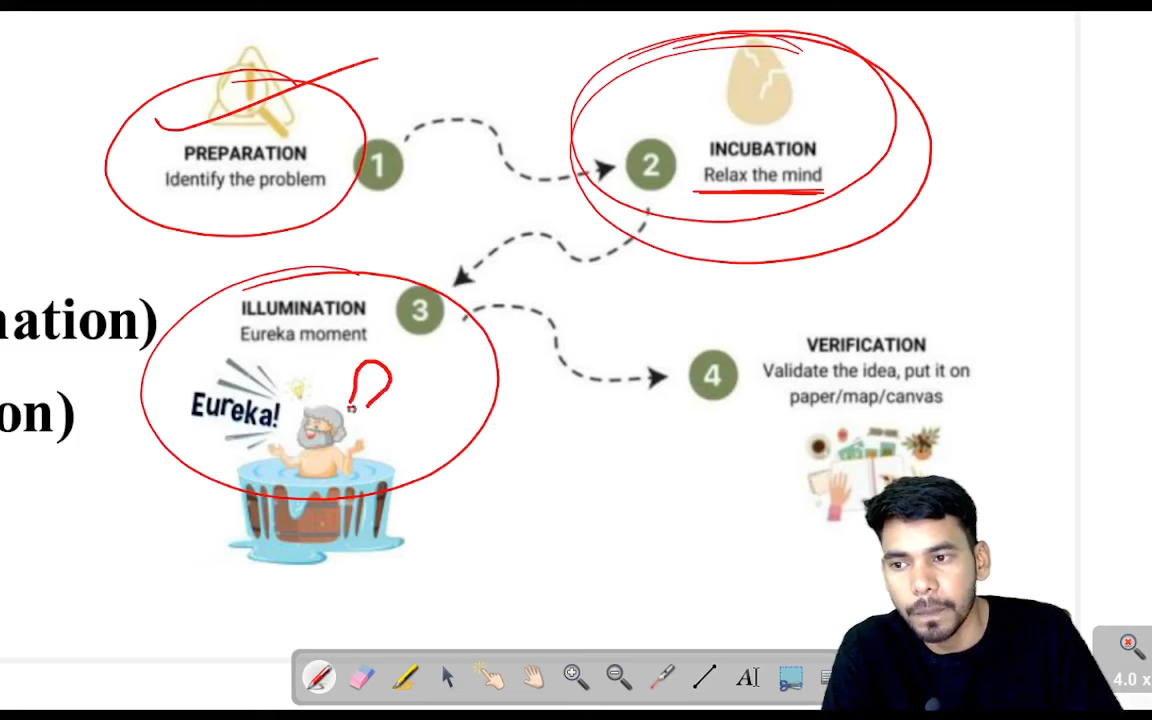 PREPARATION
Identify the problem
1
2
INCUBATION
Relax the mind
ILLUMINATION
Eureka moment
3
Eureka!
4
VERIFICATION
Validate the idea, put it on
paper/map/canvas
nation)
on)
AI
4.0 x